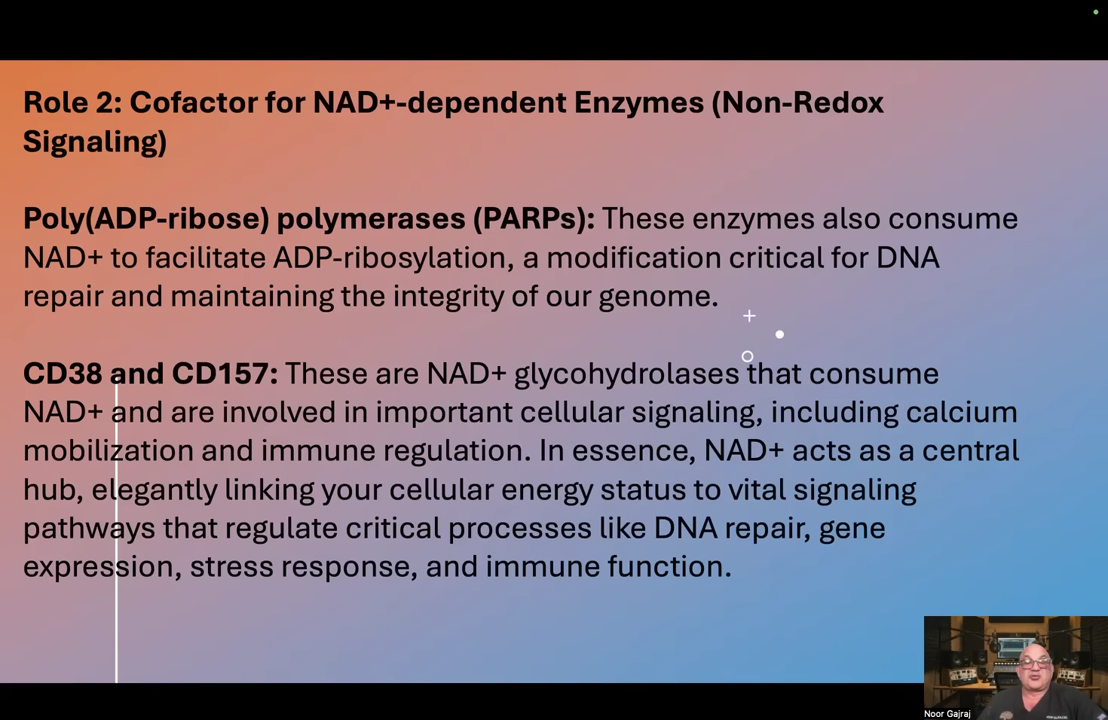 Role 2: Cofactor for NAD+-dependent Enzymes (Non-Redox
Signaling)
Poly(ADP-ribose) polymerases (PARPs): These enzymes also consume
NAD+ to facilitate ADP-ribosylation, a modification critical for DNA
repair and maintaining the integrity of our genome.
CD38 and CD157: These are NAD+ glycohydrolases that consume
NAD+ and are involved in important cellular signaling, including calcium
mobilization and immune regulation. In essence, NAD+ acts as a central
hub, elegantly linking your cellular energy status to vital signaling
pathways that regulate critical processes like DNA repair, gene
expression, stress response, and immune function.
Noor Gajraj